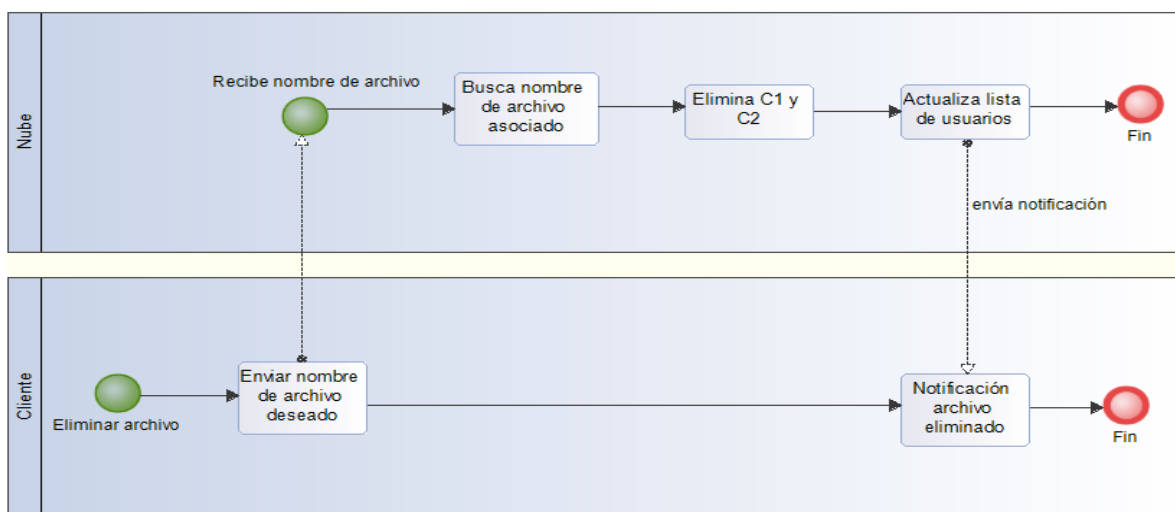 Nube
Recibe nombre de archivo
Busca nombre
de archivo
asociado
Elimina C1 y
C2
Actualiza lista
de usuarios
Fin
envía notificación
Cliente
Eliminar archivo
Enviar nombre
de archivo
deseado
Notificación
archivo
eliminado
Fin